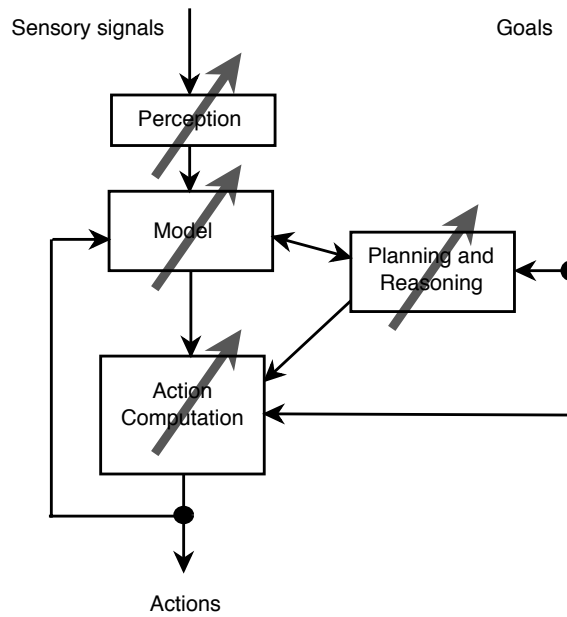 Sensory signals
Goals
Perception
Model
Planning and
Reasoning
Action
Computation
Actions